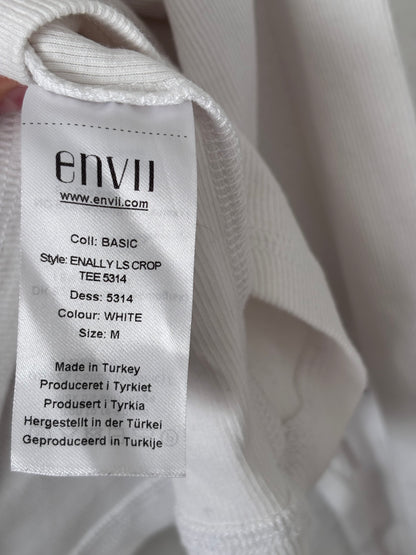 envii
www.envii.com
Coll: BASIC
Style: ENALLY LS CROP
TEE 5314
Dess: 5314
Colour: WHITE
Size: M
Made in Turkey
Produceret i Tyrkiet
Produsert i Tyrkia
Hergestellt in der Türkei
Geproduceerd in Turkije